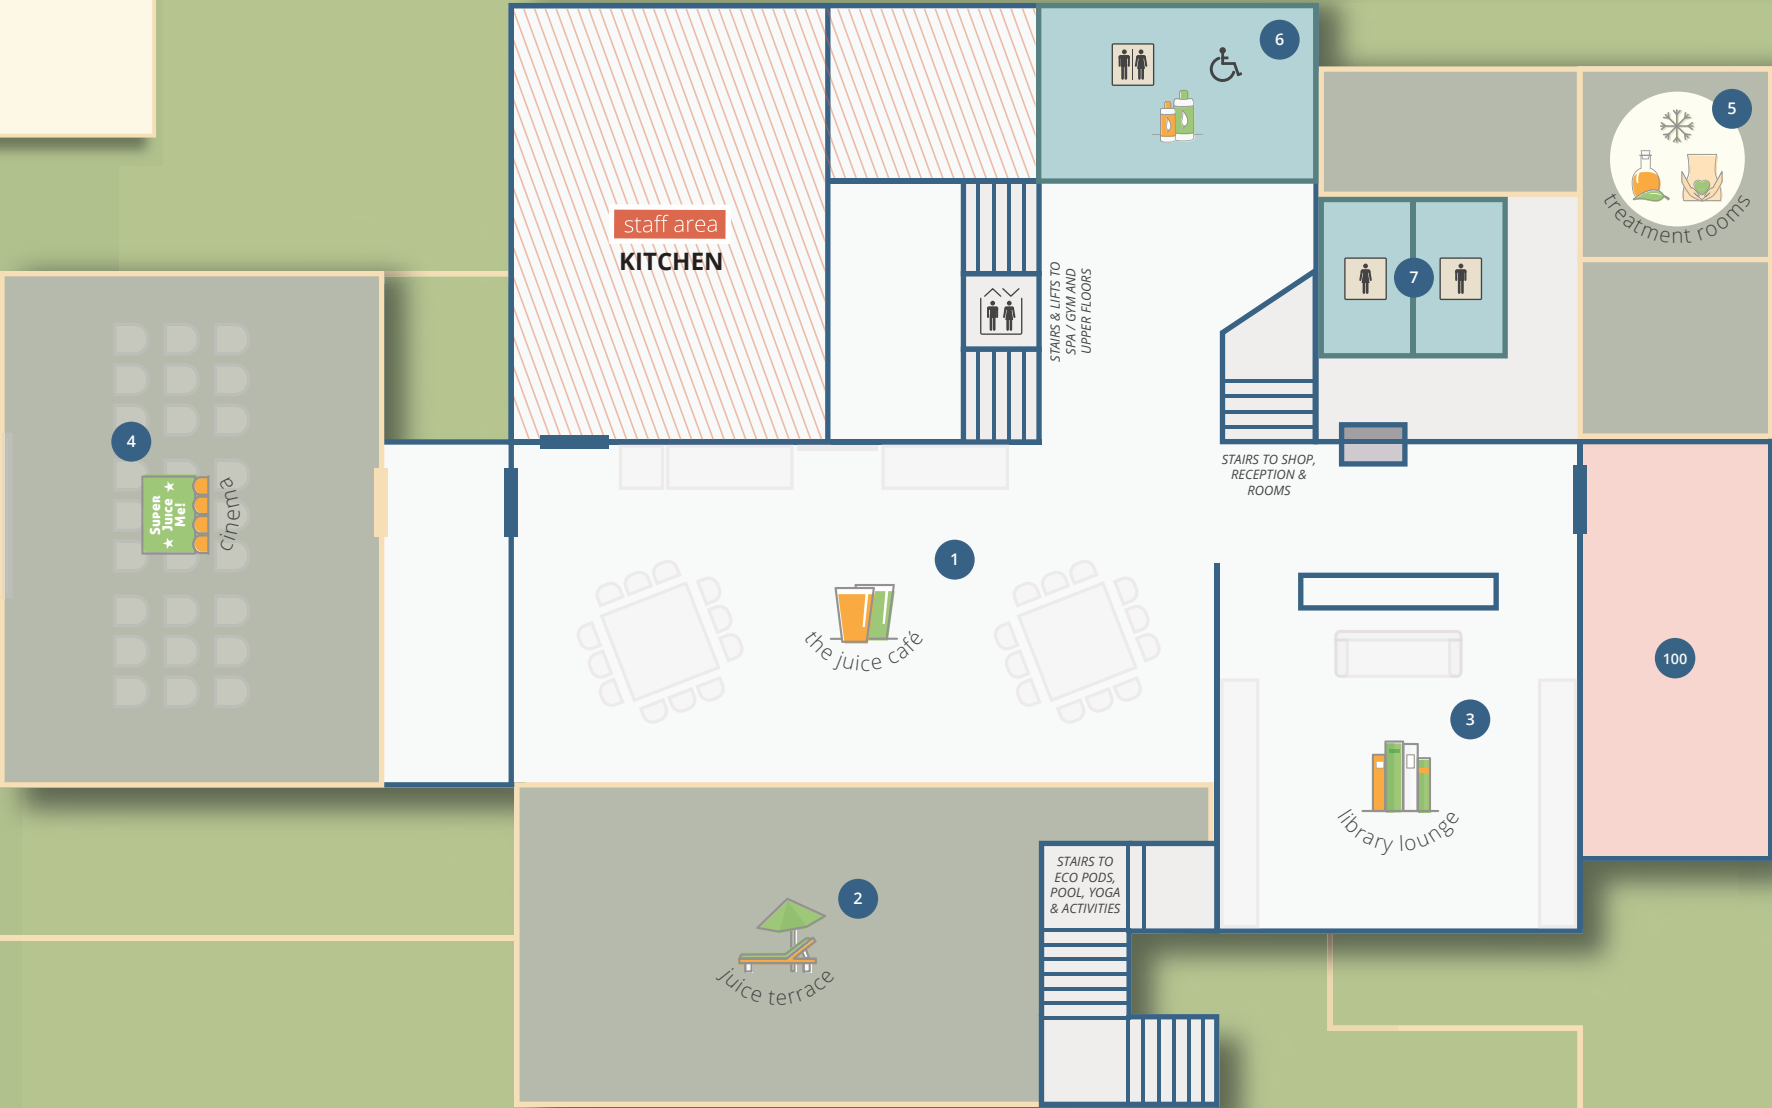 6
5
treatment rooms
staff area
KITCHEN
STAIRS & LIFTS TO
SPA / GYM AND
UPPER FLOORS
7
4
Super
Juice
Me!
cinema
STAIRS TO SHOP,
RECEPTION &
ROOMS
1
the juice café
100
3
library lounge
STAIRS TO
ECO PODS,
POOL, YOGA
& ACTIVITIES
2
juice terrace